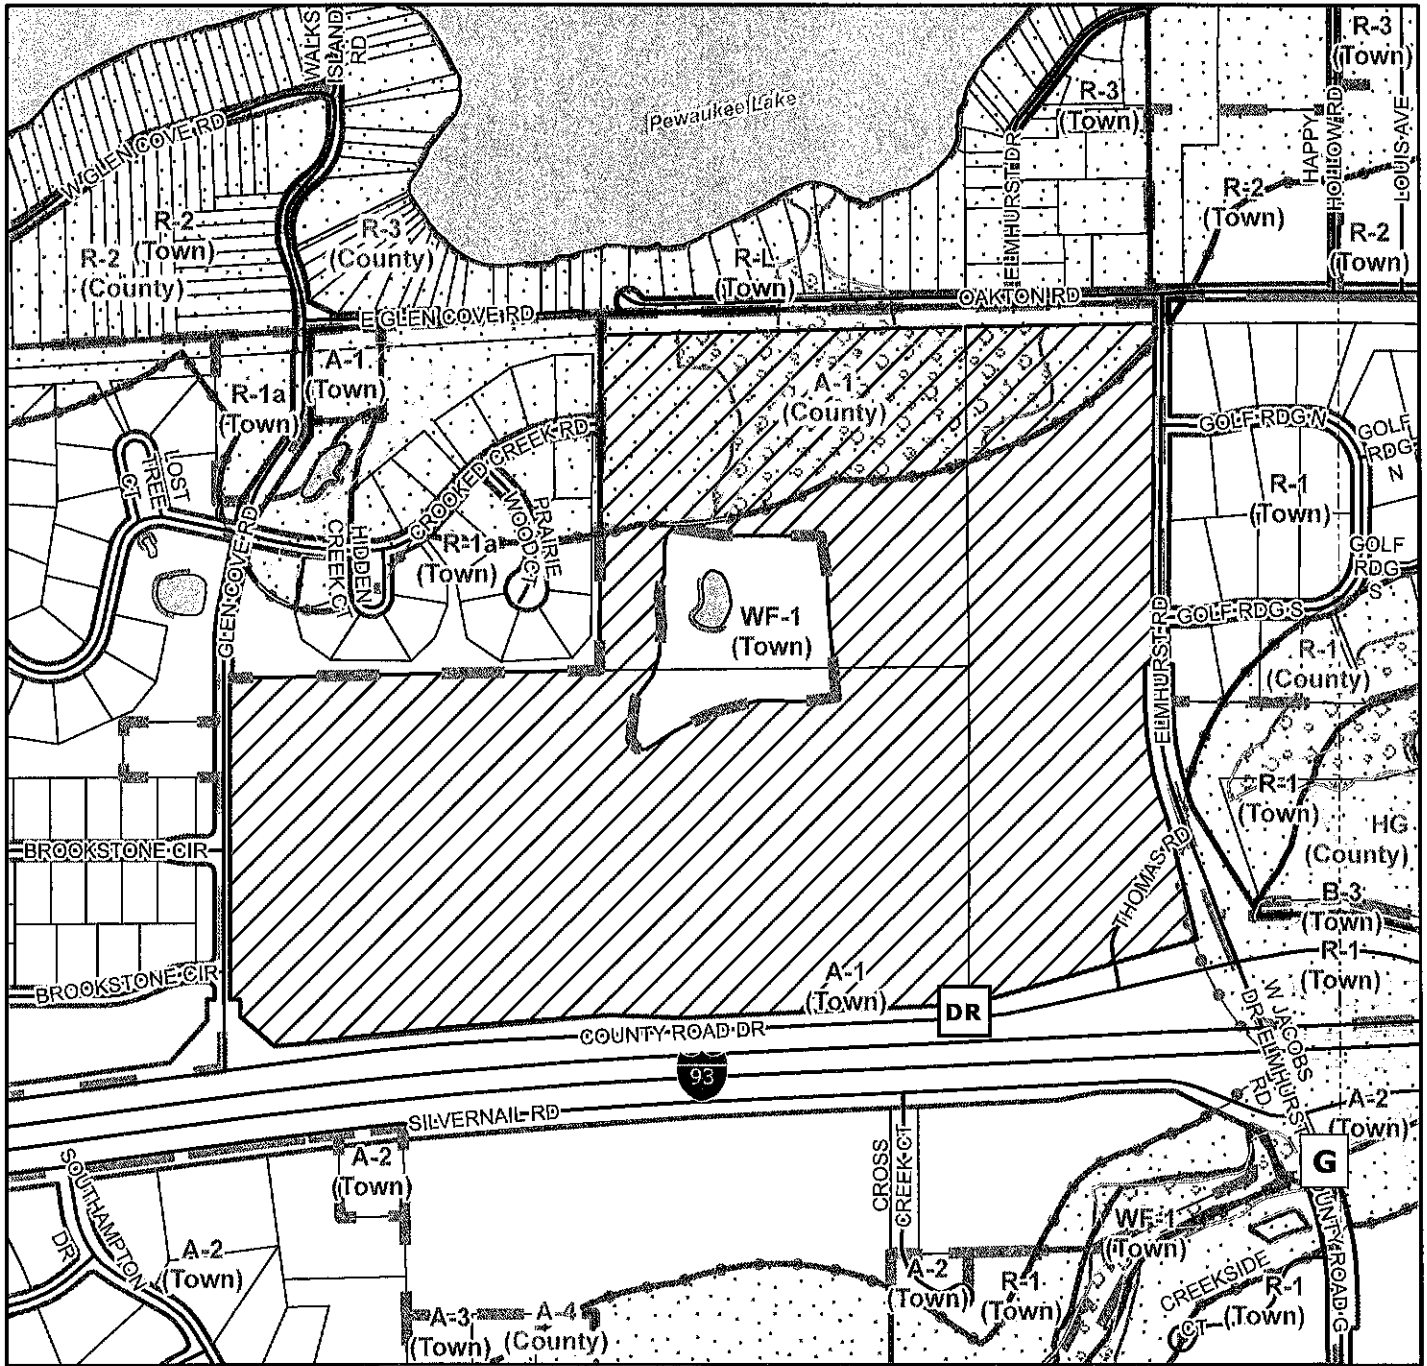 WALKS
ISLAND
RD
R-3
(Town)
Pewaukee Lake
R-3
(Town)
W GLEN COVE RD
ELMHURST DR
HAPPY
HOLLOW RD
LOUIS AVE
R-2
(Town)
R-2
(Town)
R-2
(County)
R-3
(County)
R-2
(Town)
R-L
(Town)
OAKTON RD
E GLEN COVE RD
A-1
(Town)
R-1a
(Town)
A-1
(County)
GOLF RDG N
GOLF
RDG
N
LOST
TREE
CT
CROOKED CREEK RD
PRAIRIE
WOOD CT
R-1
(Town)
HIDDEN
CREEK CT
R-1a
(Town)
GOLF
RDG
S
GLEN COVE RD
WF-1
(Town)
GOLF RDG S
ELMHURST RD
R-1
(County)
R-1
(Town)
HG
(County)
BROOKSTONE CIR
THOMAS RD
B-3
(Town)
R-1
(Town)
BROOKSTONE CIR
A-1
(Town)
DR
COUNTY ROAD DR
W JACOBS
DR-ELMHURST
RD
93
SILVERNAIL RD
A-2
(Town)
A-2
(Town)
G
CROSS
CREEK CT
SOUTHAMPTON
DR
A-2
(Town)
WF-1
(Town)
A-2
(Town)
R-1
(Town)
CREEKSIDE
CT
R-1
(Town)
UNTY ROAD G
A-3
(Town)
A-4
(County)